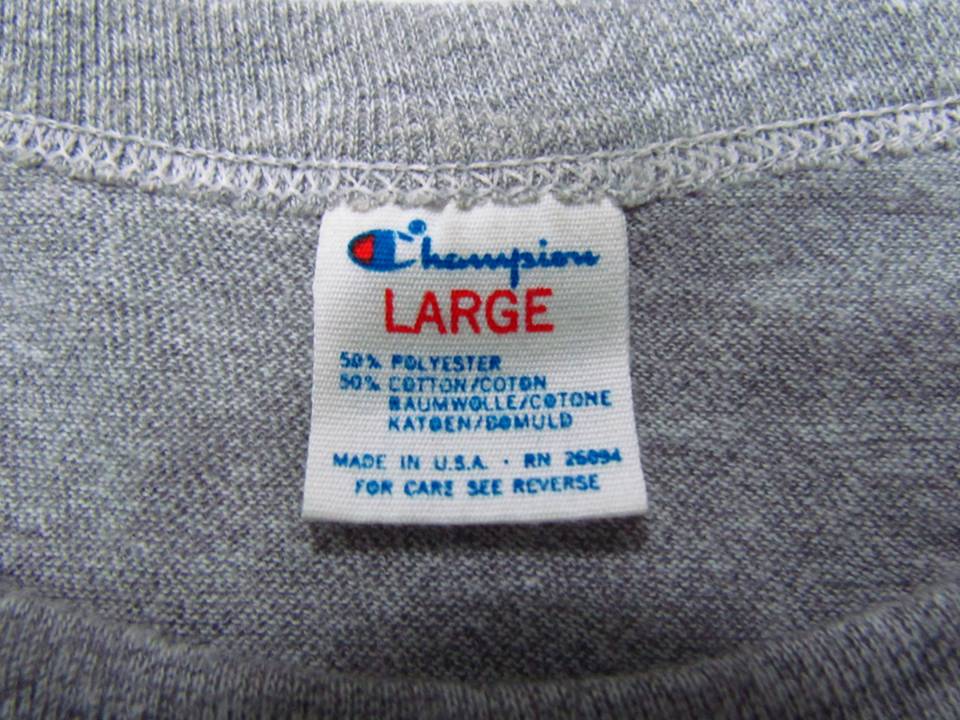 Champion
LARGE
50% POLYESTER
50% COTTON/COTON
BAUMWOLLE/COTONE
KATOEN/BOMULD
MADE IN U.S.A. · RN 26094
FOR CARE SEE REVERSE